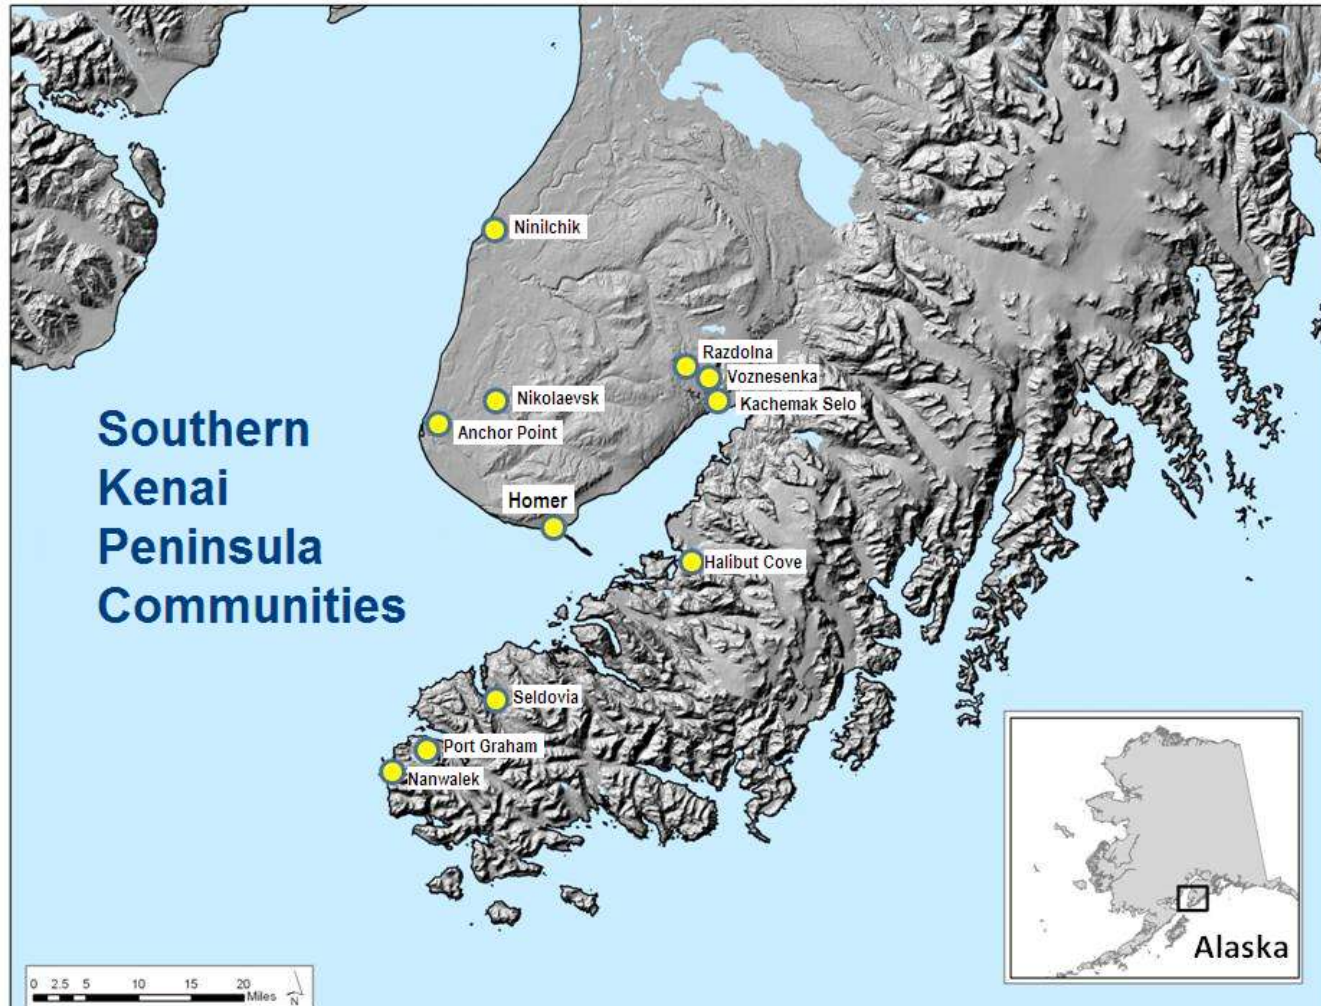 Ninilchik
Razdolna
Voznesenka
Nikolaevsk
Kachemak Selo
Anchor Point
Southern
Kenai
Peninsula
Communities
Homer
Halibut Cove
Seldovia
Port Graham
Nanwalek
Alaska
0 2.5 5 10 15 20
Miles
N